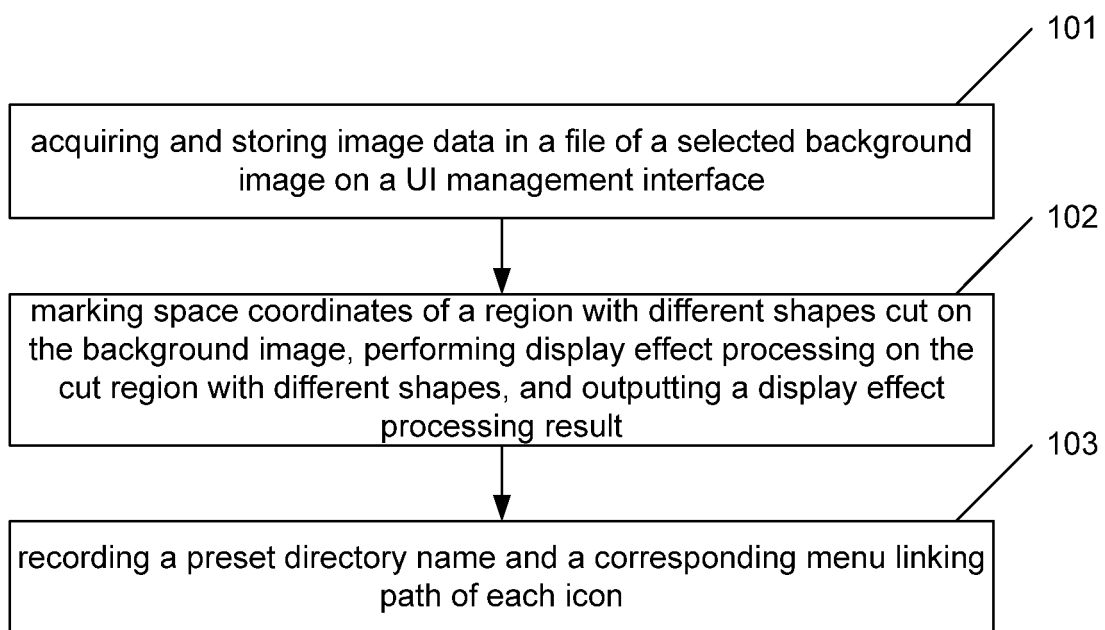 101
acquiring and storing image data in a file of a selected background
image on a UI management interface
102
marking space coordinates of a region with different shapes cut on
the background image, performing display effect processing on the
cut region with different shapes, and outputting a display effect
processing result
103
recording a preset directory name and a corresponding menu linking
path of each icon